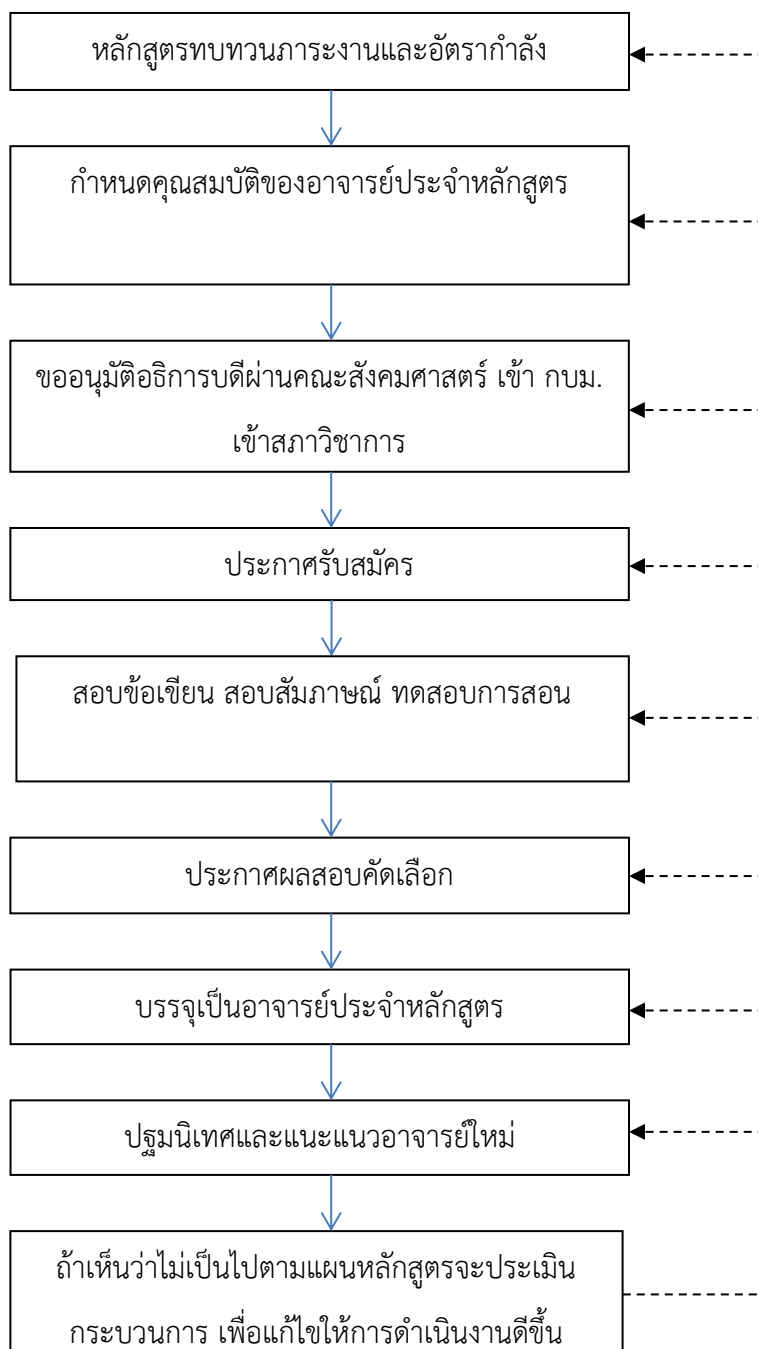 หลักสูตรทบทวนภาระงานและอัตรากำลัง
กำหนดคุณสมบัติของอาจารย์ประจำหลักสูตร
ขออนุมัติอธิการบดีผ่านคณะสังคมศาสตร์ เข้า กบม.
เข้าสภาวิชาการ
ประกาศรับสมัคร
สอบข้อเขียน สอบสัมภาษณ์ ทดสอบการสอน
ประกาศผลสอบคัดเลือก
บรรจุเป็นอาจารย์ประจำหลักสูตร
ปฐมนิเทศและแนะแนวอาจารย์ใหม่
ถ้าเห็นว่าไม่เป็นไปตามแผนหลักสูตรจะประเมิน
กระบวนการ เพื่อแก้ไขให้การดำเนินงานดีขึ้น